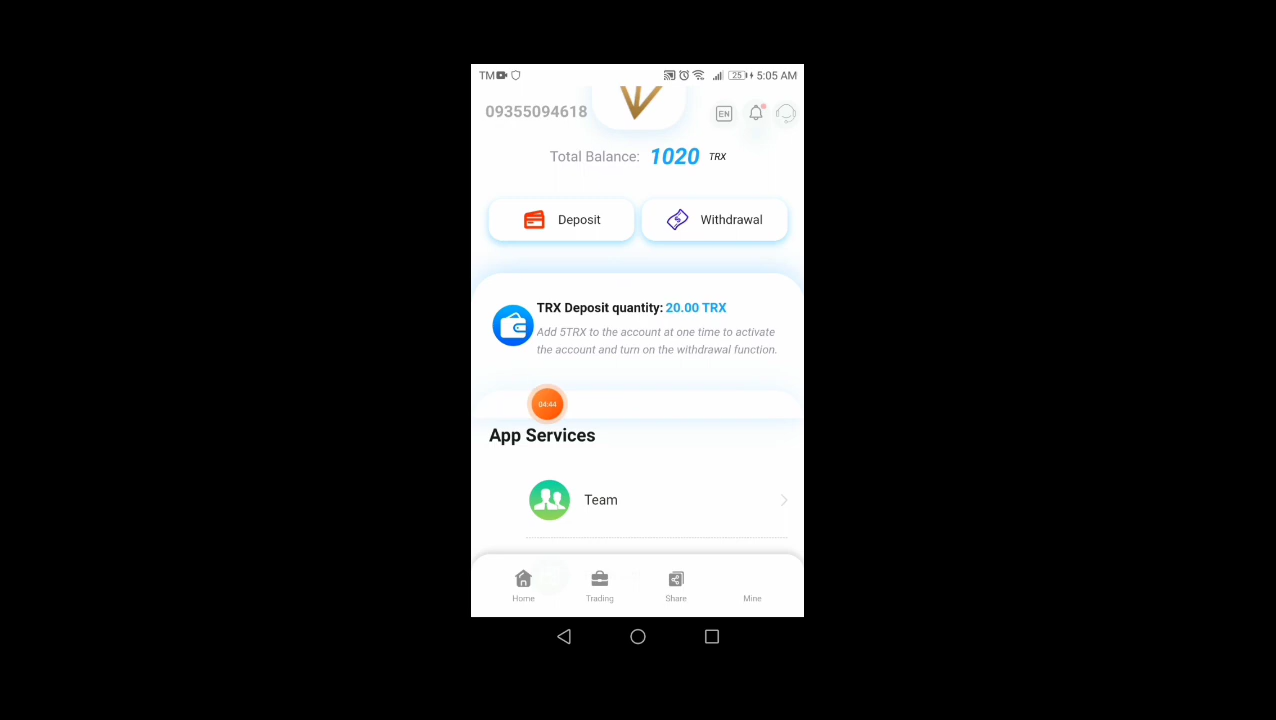 TM 25 5:05 AM
09355094618 EN
Total Balance: 1020 TRX
Deposit Withdrawal
TRX Deposit quantity: 20.00 TRX
Add 5TRX to the account at one time to activate
the account and turn on the withdrawal function.
04:44
App Services
Team
Home Trading Share Mine